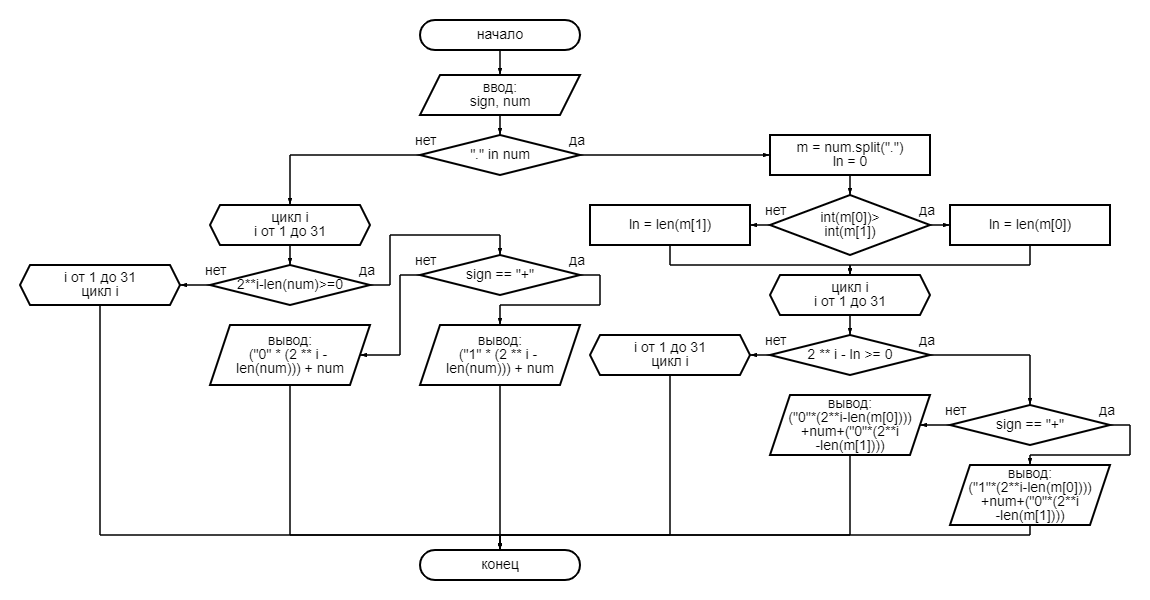 начало
ввод:
sign, num
нет
"." in num
да
m = num.split(".")
ln = 0
цикл i
i от 1 до 31
нет
2**i-len(num)>=0
да
i от 1 до 31
цикл i
нет
sign == "+"
да
вывод:
("0" * (2 ** i -
len(num))) + num
вывод:
("1" * (2 ** i -
len(num))) + num
нет
int(m[0])>
int(m[1])
да
ln = len(m[1])
ln = len(m[0])
цикл i
i от 1 до 31
нет
2 ** i - ln >= 0
да
i от 1 до 31
цикл i
нет
sign == "+"
да
вывод:
("0"*(2**i-len(m[0])))
+num+("0"*(2**i
-len(m[1])))
вывод:
("1"*(2**i-len(m[0])))
+num+("0"*(2**i
-len(m[1])))
конец